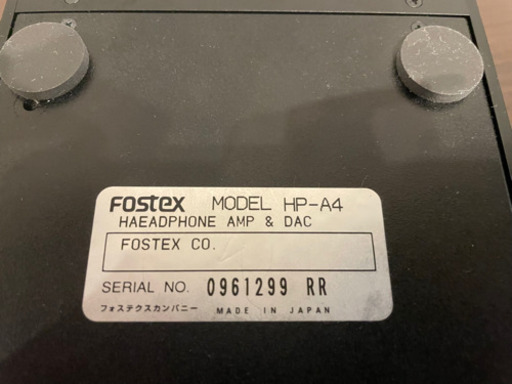 Fostex MODEL HP-A4
HAEADPHONE AMP & DAC
FOSTEX CO.
SERIAL NO. 0961299 RR
フォステクスカンパニー MADE IN JAPAN